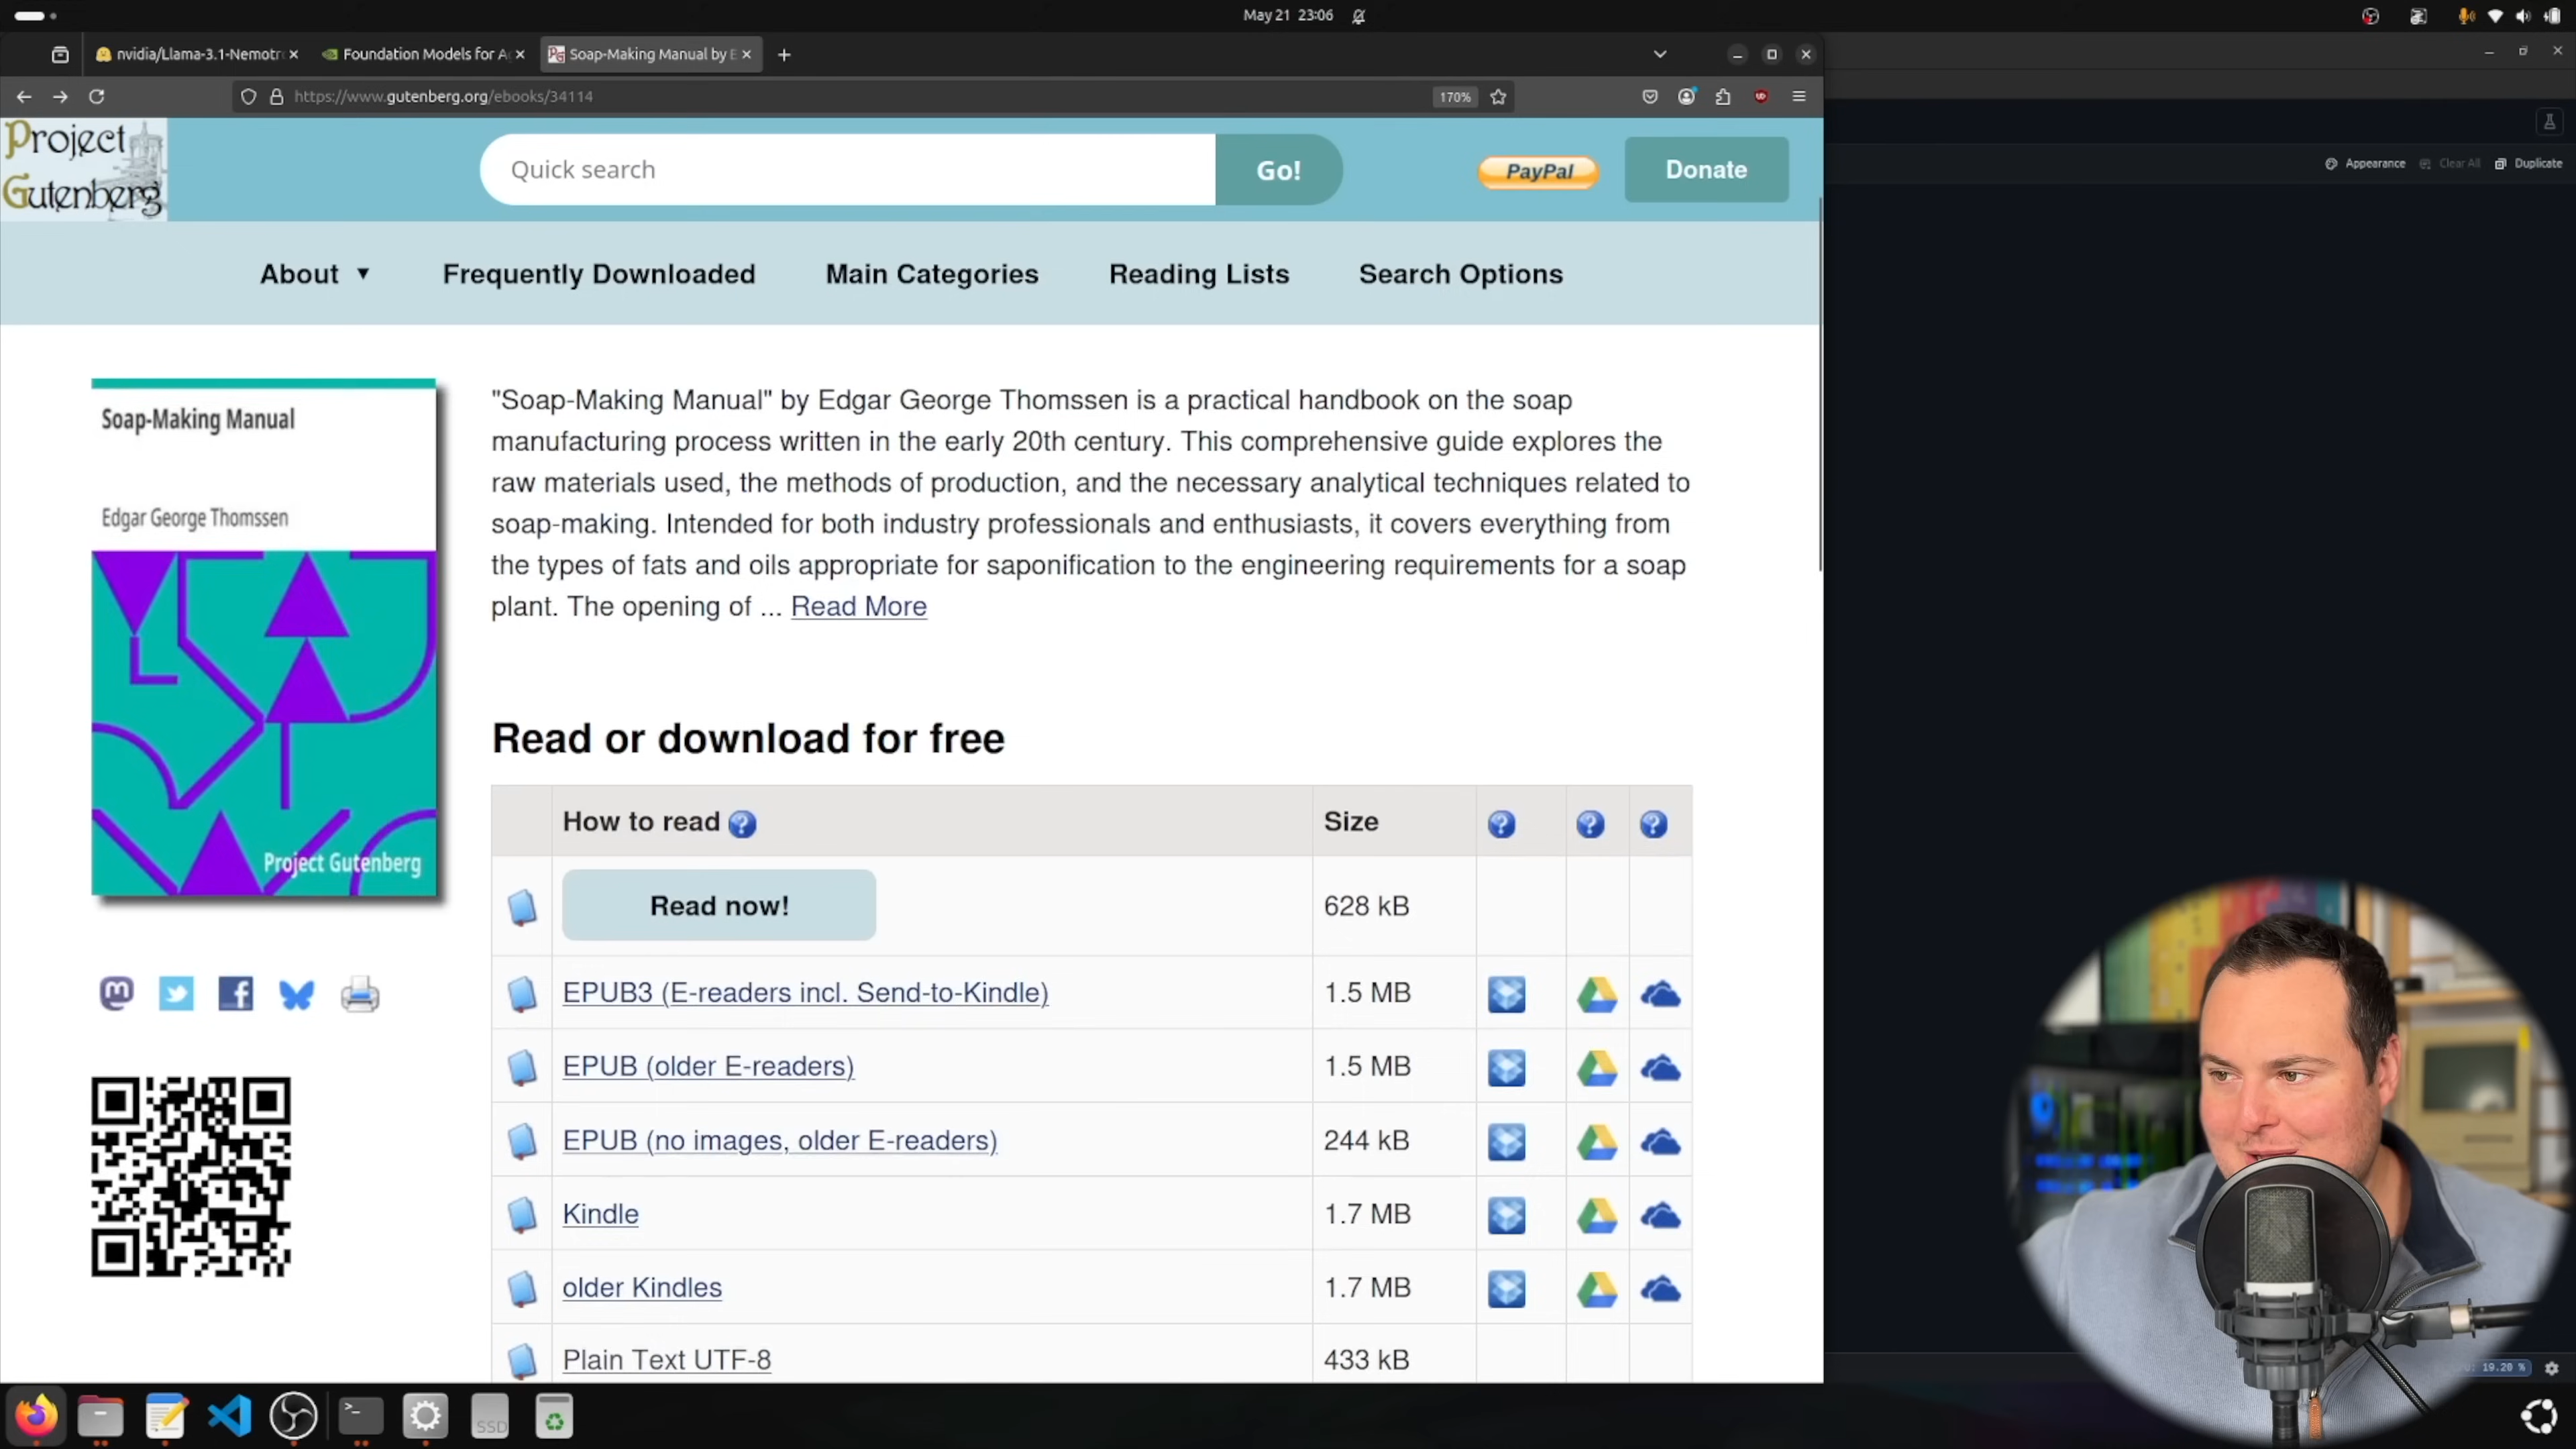 May 21 23:06
nvidia/Llama-3.1-Nemotr
Foundation Models for A
Soap-Making Manual by E
https://www.gutenberg.org/ebooks/34114
170%
Project
Gutenberg
Quick search
Go!
PayPal
Donate
Appearance
Clear All
Duplicate
About ▼
Frequently Downloaded
Main Categories
Reading Lists
Search Options
Soap-Making Manual
Edgar George Thomssen
Project Gutenberg
"Soap-Making Manual" by Edgar George Thomssen is a practical handbook on the soap
manufacturing process written in the early 20th century. This comprehensive guide explores the
raw materials used, the methods of production, and the necessary analytical techniques related to
soap-making. Intended for both industry professionals and enthusiasts, it covers everything from
the types of fats and oils appropriate for saponification to the engineering requirements for a soap
plant. The opening of ... Read More
Read or download for free
How to read ?
Size
?
?
?
Read now!
628 kB
EPUB3 (E-readers incl. Send-to-Kindle)
1.5 MB
EPUB (older E-readers)
1.5 MB
EPUB (no images, older E-readers)
244 kB
Kindle
1.7 MB
older Kindles
1.7 MB
Plain Text UTF-8
433 kB
19.20 %
SSD